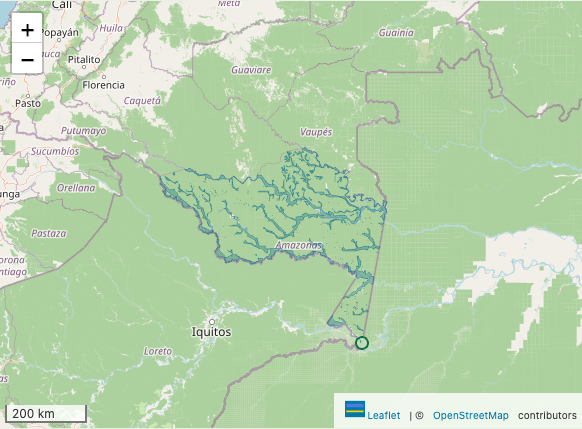 Cali
Meta
+
Popayán
Huila
Guainía
Pitalito
Guaviare
−
Florencia
Caquetá
Pasto
Putumayo
Vaupés
Sucumbíos
Orellana
Pastaza
Amazonas
Iquitos
Loreto
200 km
Leaflet | © OpenStreetMap contributors